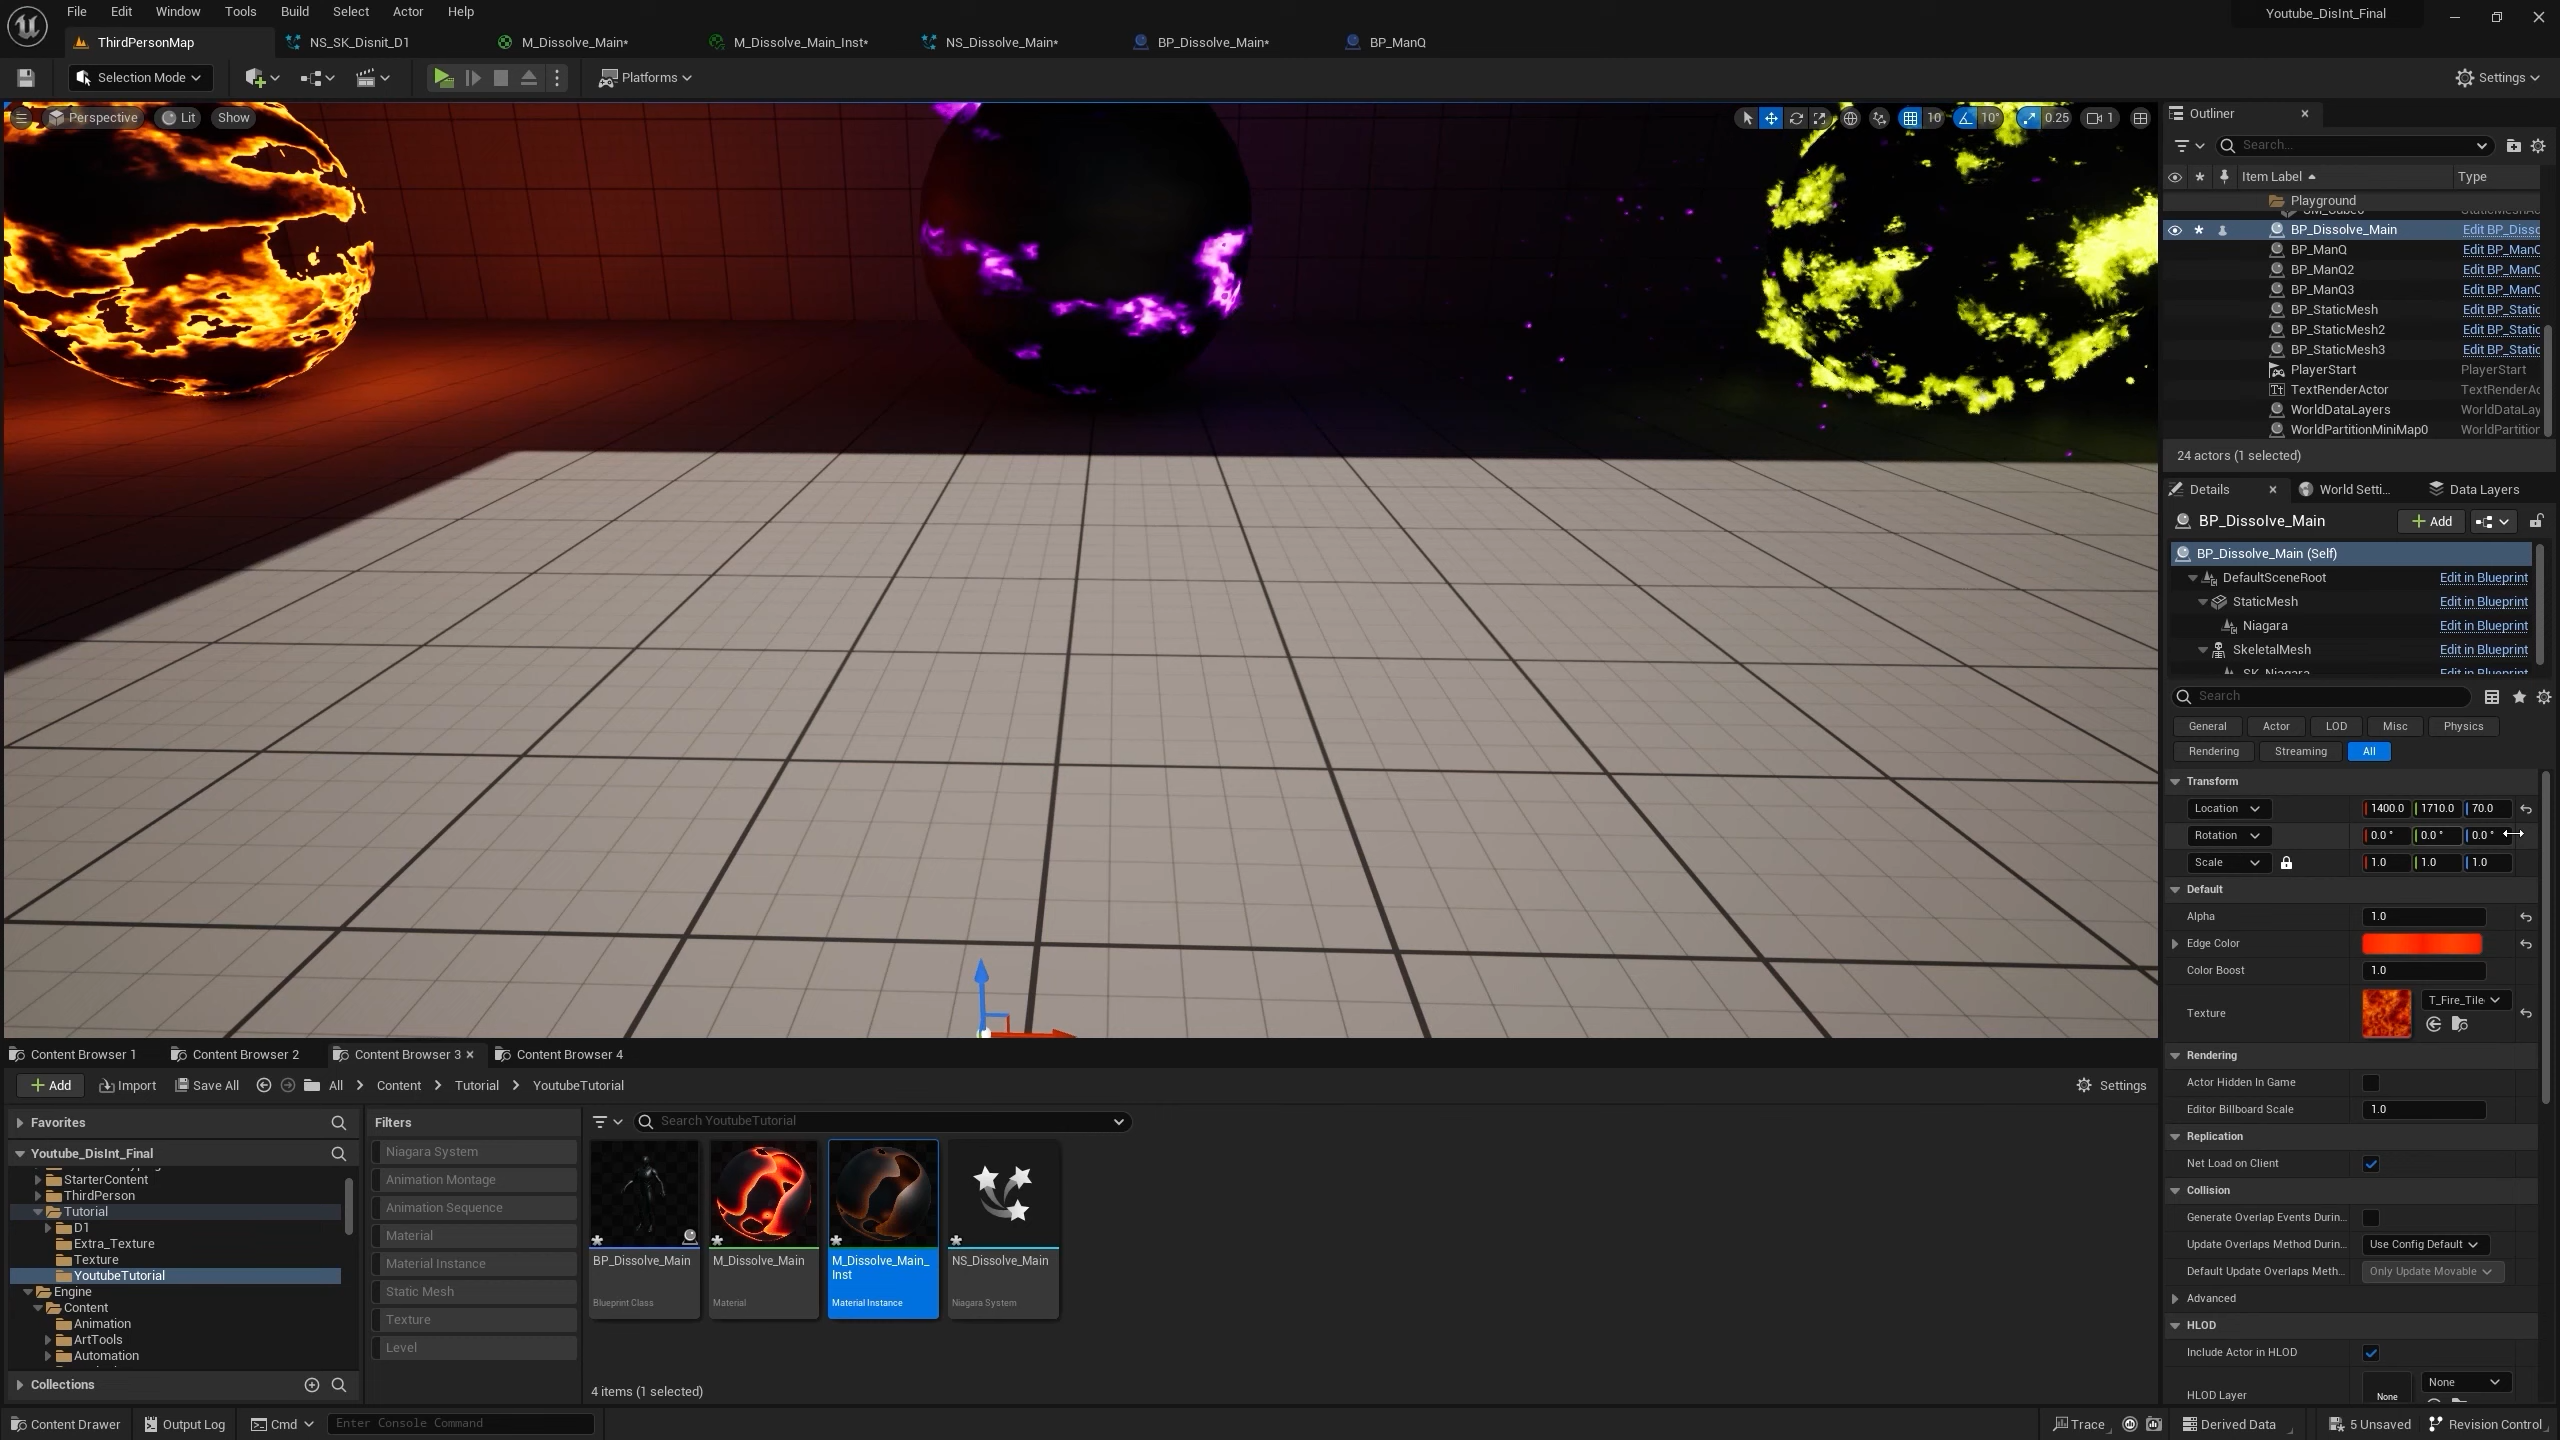 File Edit Window Tools Build Select Actor Help
Youtube_DisInt_Final
ThirdPersonMap NS_SK_Disnit_D1 M_Dissolve_Main* M_Dissolve_Main_Inst* NS_Dissolve_Main* BP_Dissolve_Main* BP_ManQ
Selection Mode Platforms Settings
Perspective Lit Show 10 10° 0.25 1
Outliner
Search...
Item Label Type
Playground
BP_Dissolve_Main Edit BP_Disso
BP_ManQ Edit BP_ManQ
BP_ManQ2 Edit BP_ManQ
BP_ManQ3 Edit BP_ManQ
BP_StaticMesh Edit BP_Static
BP_StaticMesh2 Edit BP_Static
BP_StaticMesh3 Edit BP_Static
PlayerStart PlayerStart
TextRenderActor TextRenderAc
WorldDataLayers WorldDataLay
WorldPartitionMiniMap0 WorldPartition
24 actors (1 selected)
Details World Setti... Data Layers
BP_Dissolve_Main Add
BP_Dissolve_Main (Self)
DefaultSceneRoot Edit in Blueprint
StaticMesh Edit in Blueprint
Niagara Edit in Blueprint
SkeletalMesh Edit in Blueprint
SK_Niagara Edit in Blueprint
Search
General Actor LOD Misc Physics
Rendering Streaming All
Transform
Location 1400.0 1710.0 70.0
Rotation 0.0° 0.0° 0.0°
Scale 1.0 1.0 1.0
Default
Alpha 1.0
Edge Color
Color Boost 1.0
Texture T_Fire_Tile
Rendering
Actor Hidden In Game
Editor Billboard Scale 1.0
Replication
Net Load on Client
Collision
Generate Overlap Events Durin...
Update Overlaps Method Durin... Use Config Default
Default Update Overlaps Meth... Only Update Movable
Advanced
HLOD
Include Actor in HLOD
HLOD Layer None None
Content Browser 1 Content Browser 2 Content Browser 3 Content Browser 4
Add Import Save All All Content Tutorial YoutubeTutorial Settings
Favorites
Youtube_DisInt_Final
StarterContent
ThirdPerson
Tutorial
D1
Extra_Texture
Texture
YoutubeTutorial
Engine
Content
Animation
ArtTools
Automation
Collections
Filters
Niagara System
Animation Montage
Animation Sequence
Material
Material Instance
Static Mesh
Texture
Level
Search YoutubeTutorial
BP_Dissolve_Main
Blueprint Class
M_Dissolve_Main
Material
M_Dissolve_Main_
Inst
Material Instance
NS_Dissolve_Main
Niagara System
4 items (1 selected)
Content Drawer Output Log Cmd Enter Console Command Trace Derived Data 5 Unsaved Revision Control